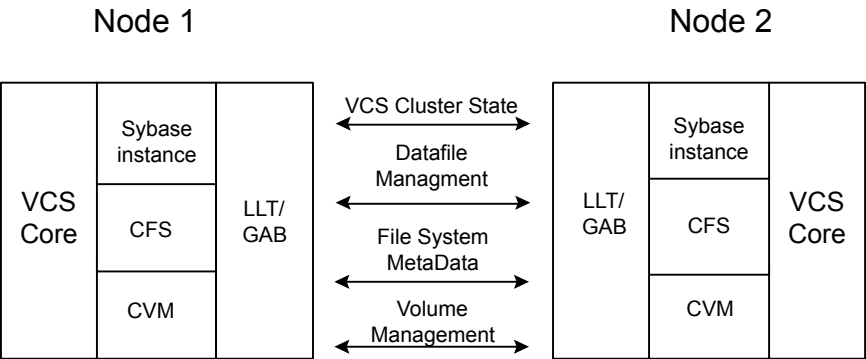 Node 1
Node 2
VCS
Core
Sybase
instance
CFS
CVM
LLT/
GAB
VCS Cluster State
Datafile
Managment
File System
MetaData
Volume
Management
LLT/
GAB
Sybase
instance
CFS
CVM
VCS
Core